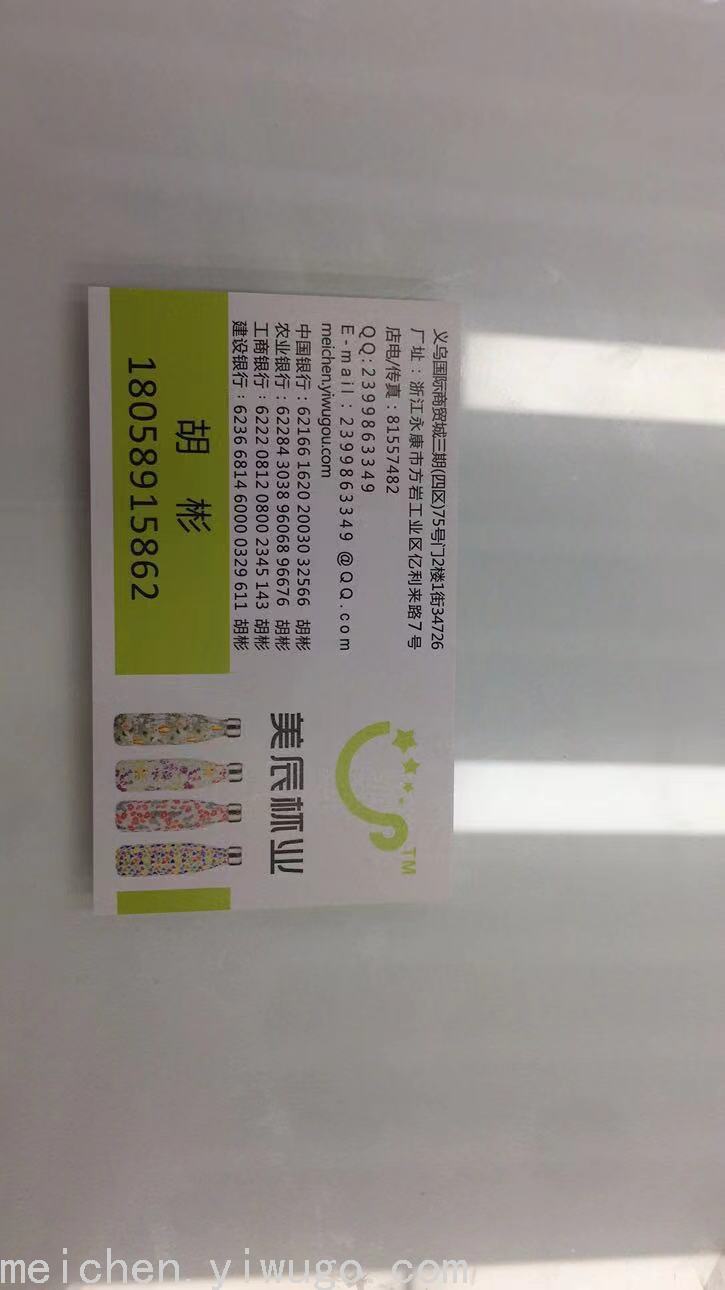 义乌国际商贸城三期(四区)75号门2楼1街34726
厂址：浙江永康市方岩工业区亿利来路7号
店电/传真：81557482
QQ:2399863349
E-mail：2399863349 @QQ.com
meichen.yiwugou.com
中国银行：62166 1620 20030 32566 胡彬
农业银行：62284 3038 96068 96676 胡彬
工商银行：6222 0812 0800 2345 143 胡彬
建设银行：6236 6814 6000 0329 611 胡彬
胡 彬
18058915862
TM
美辰杯业
meichen.yiwugo.com